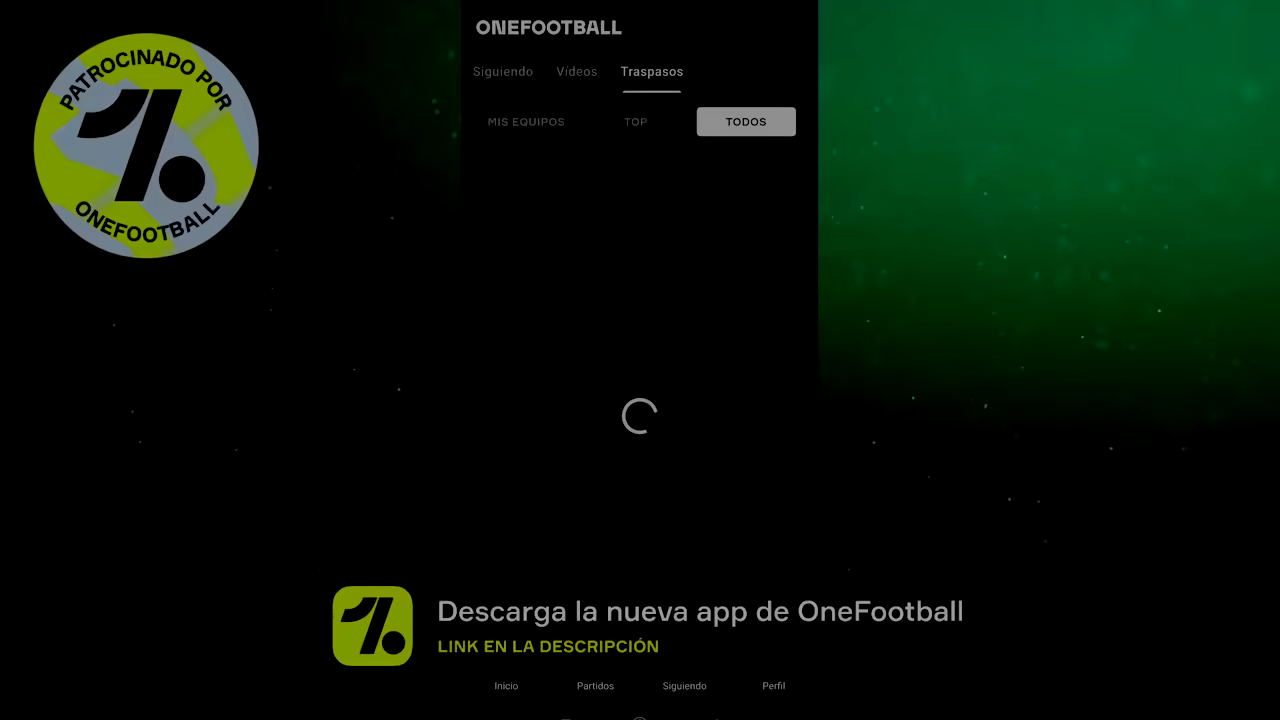 PATROCINADO POR
ONEFOOTBALL
ONEFOOTBALL
Siguiendo Vídeos Traspasos
MIS EQUIPOS TOP TODOS
Descarga la nueva app de OneFootball
LINK EN LA DESCRIPCIÓN
Inicio Partidos Siguiendo Perfil